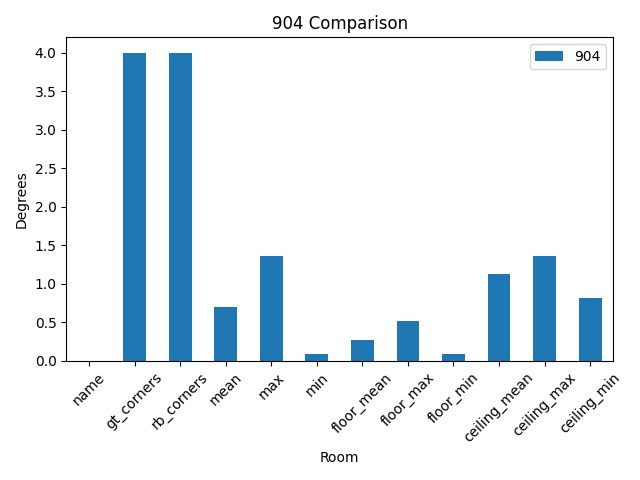 904 Comparison
904
Degrees
4.0
3.5
3.0
2.5
2.0
1.5
1.0
0.5
0.0
name
gt_corners
rb_corners
mean
max
min
floor_mean
floor_max
floor_min
ceiling_mean
ceiling_max
ceiling_min
Room